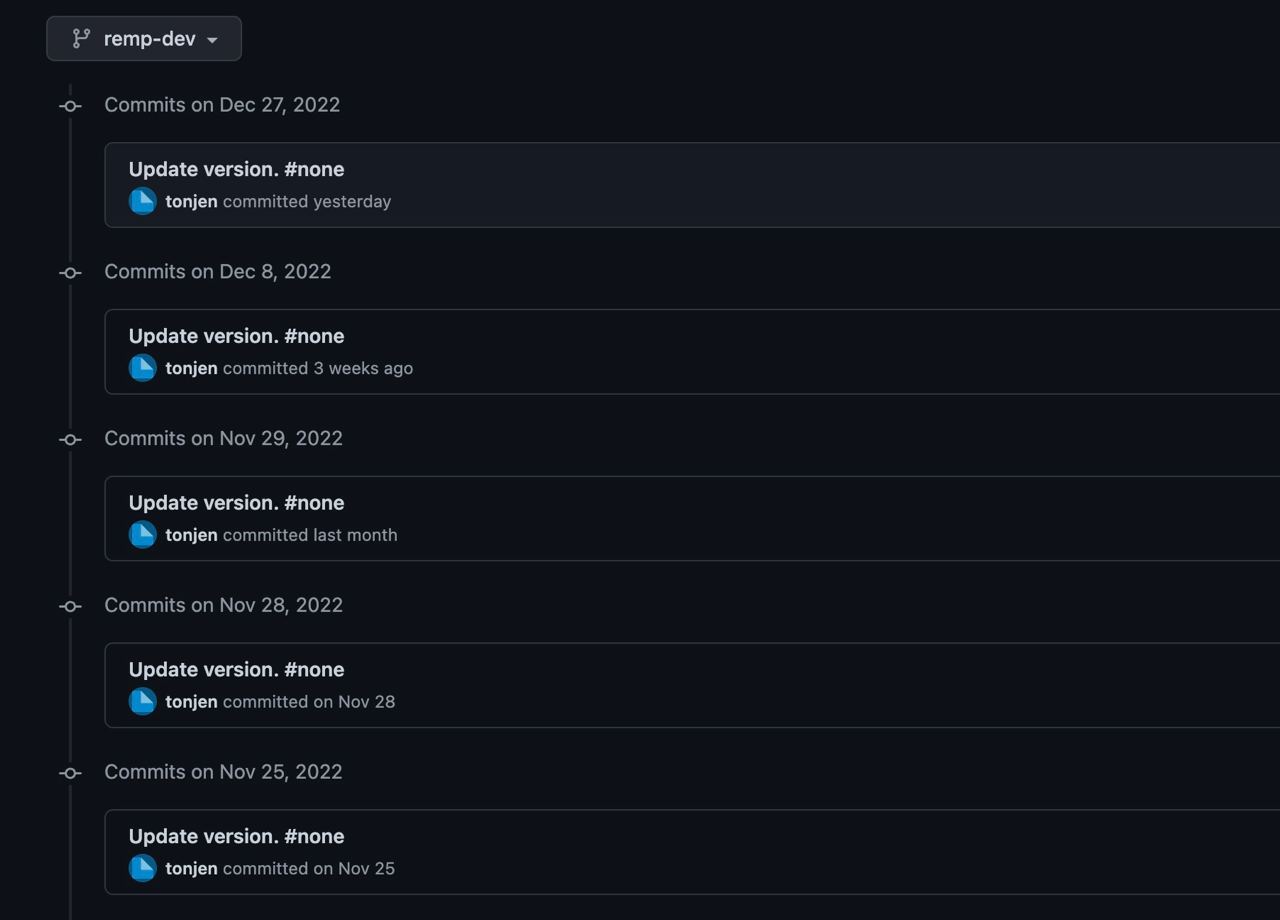 remp-dev
Commits on Dec 27, 2022
Update version. #none
tonjen committed yesterday
Commits on Dec 8, 2022
Update version. #none
tonjen committed 3 weeks ago
Commits on Nov 29, 2022
Update version. #none
tonjen committed last month
Commits on Nov 28, 2022
Update version. #none
tonjen committed on Nov 28
Commits on Nov 25, 2022
Update version. #none
tonjen committed on Nov 25